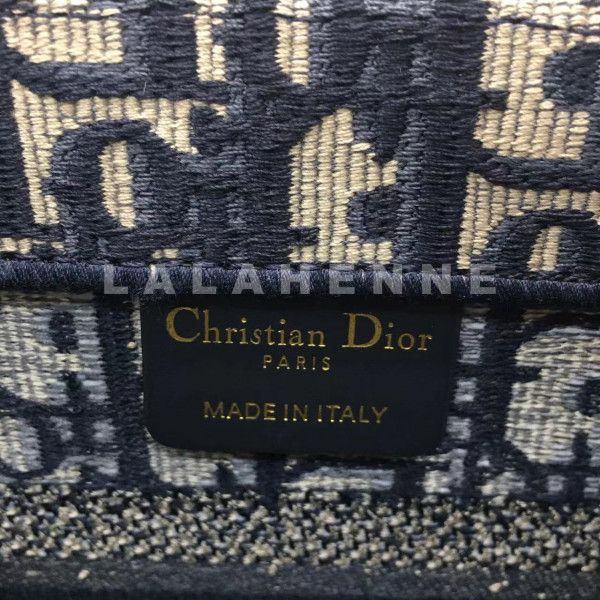 LALAHENNE
Christian Dior
PARIS
MADE IN ITALY